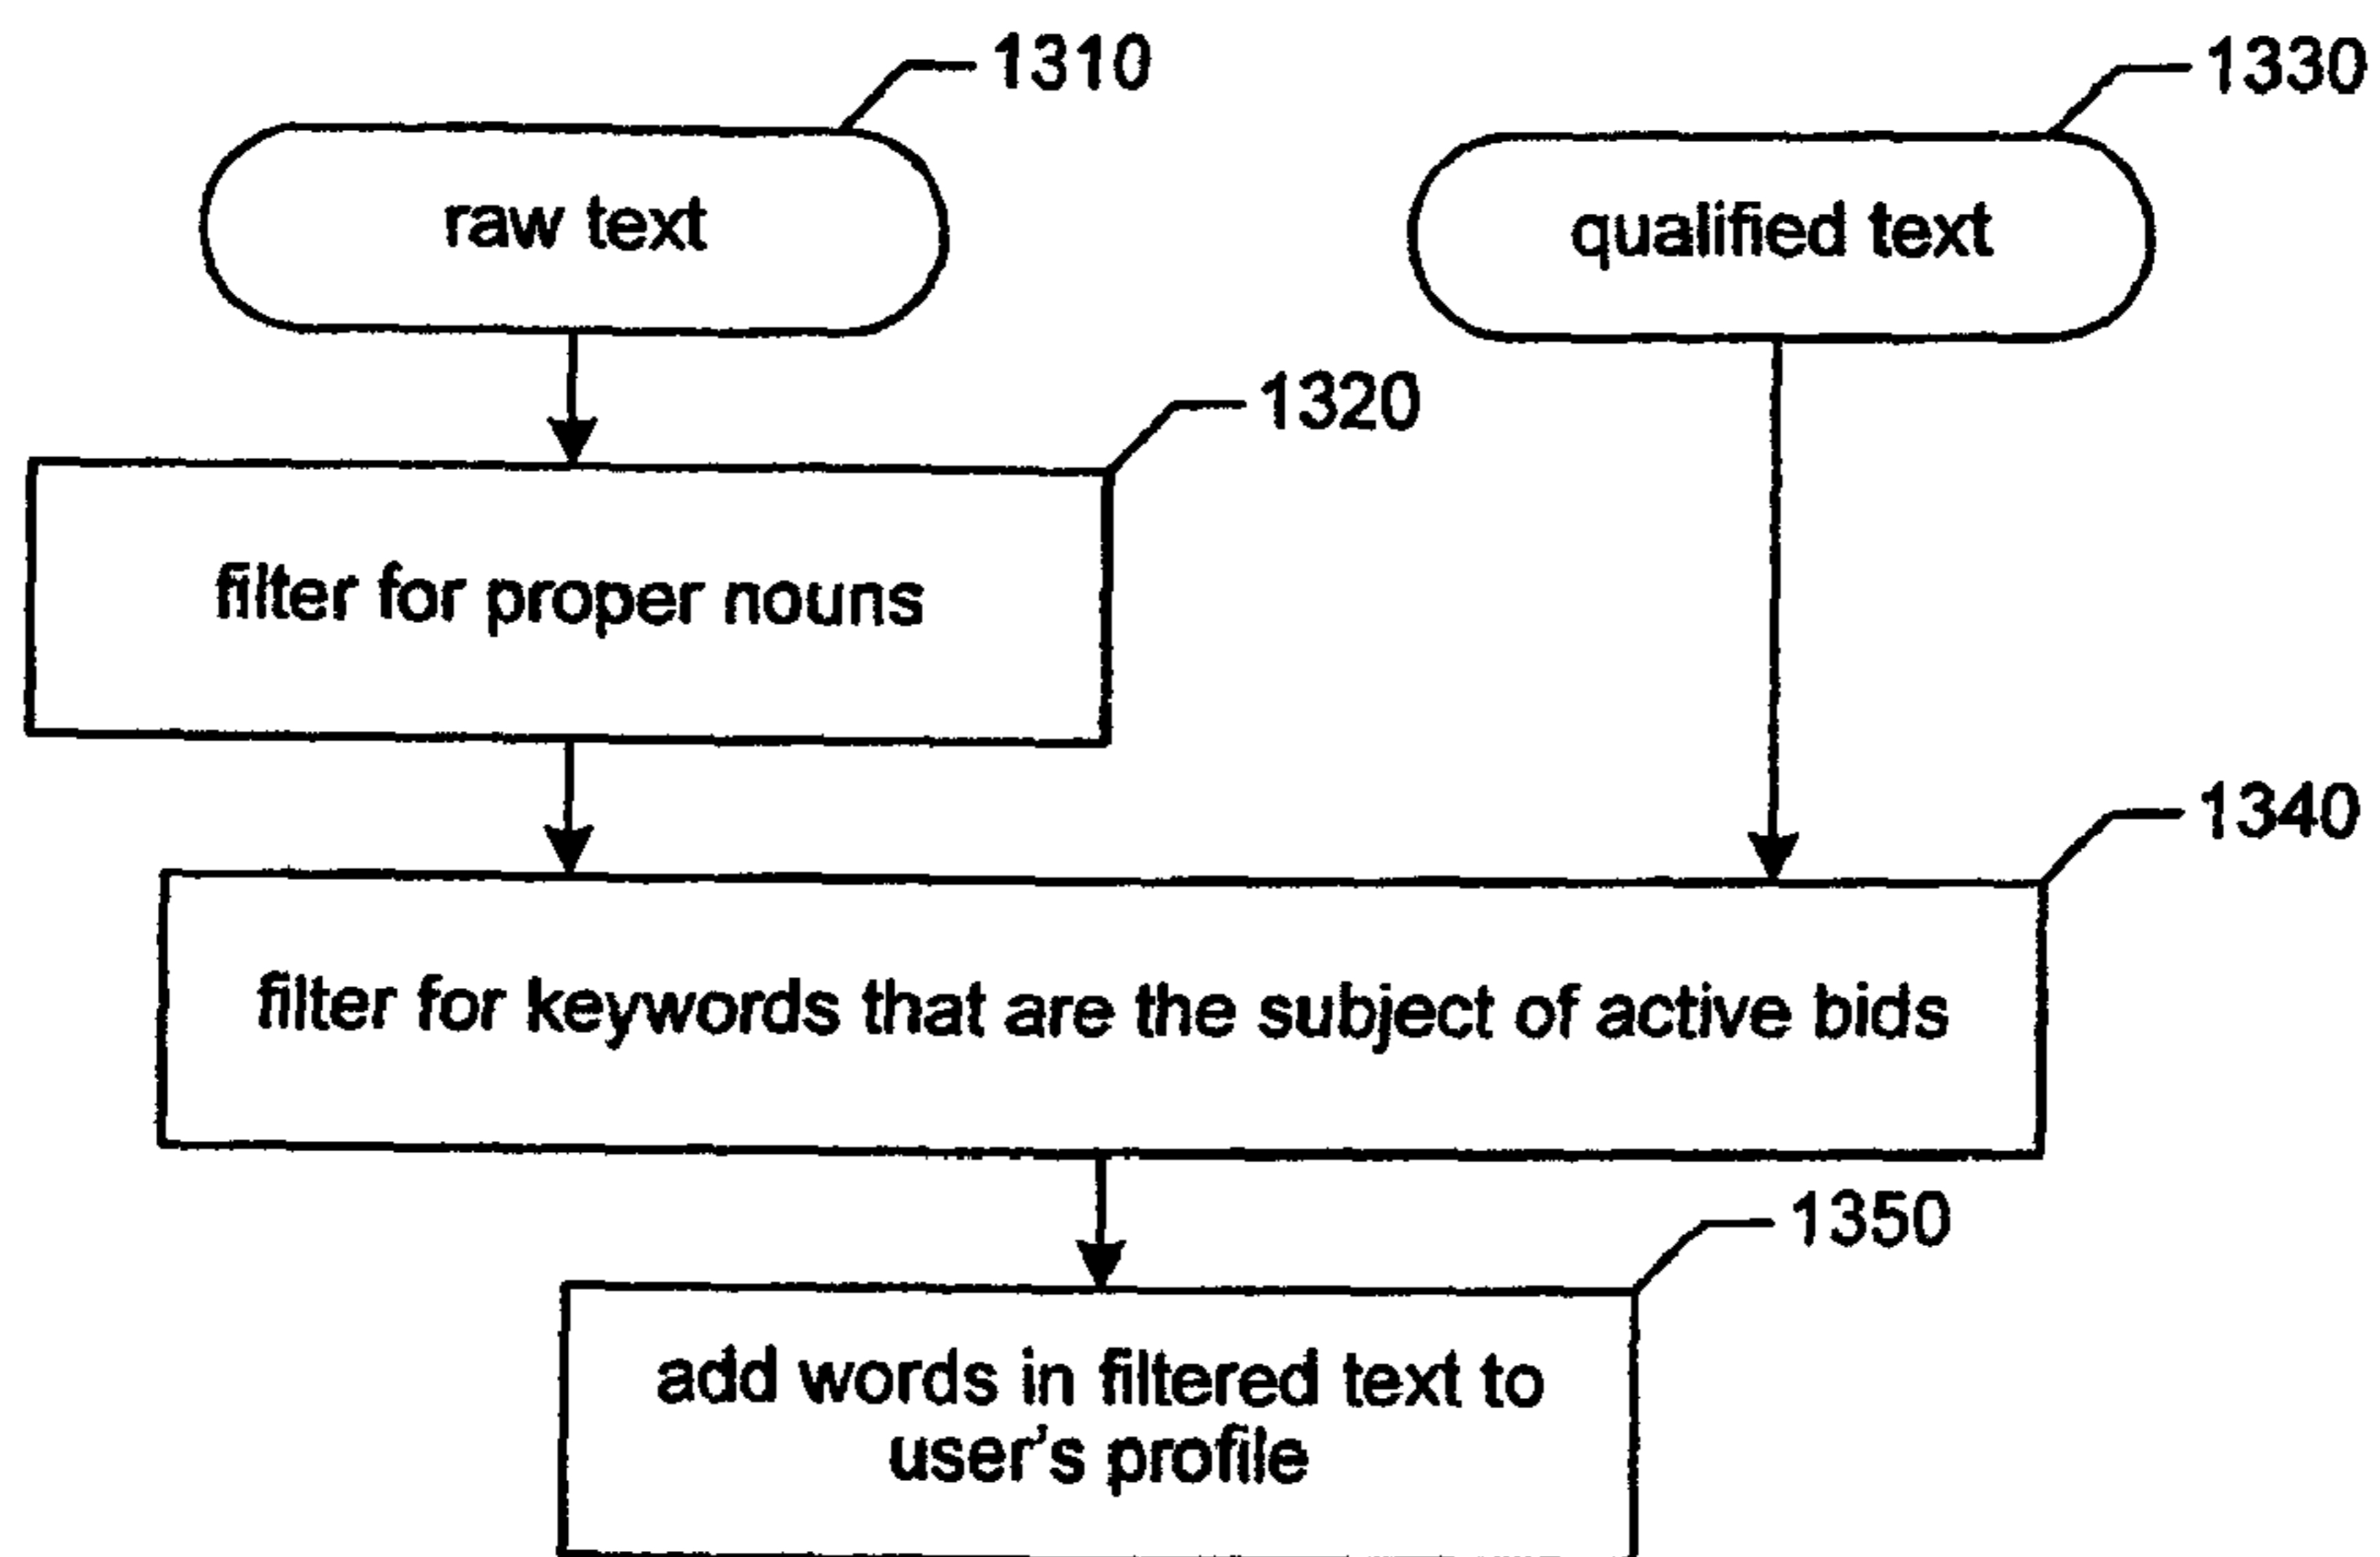 1310
1330
raw text
qualified text
1320
filter for proper nouns
1340
filter for keywords that are the subject of active bids
1350
add words in filtered text to
user's profile